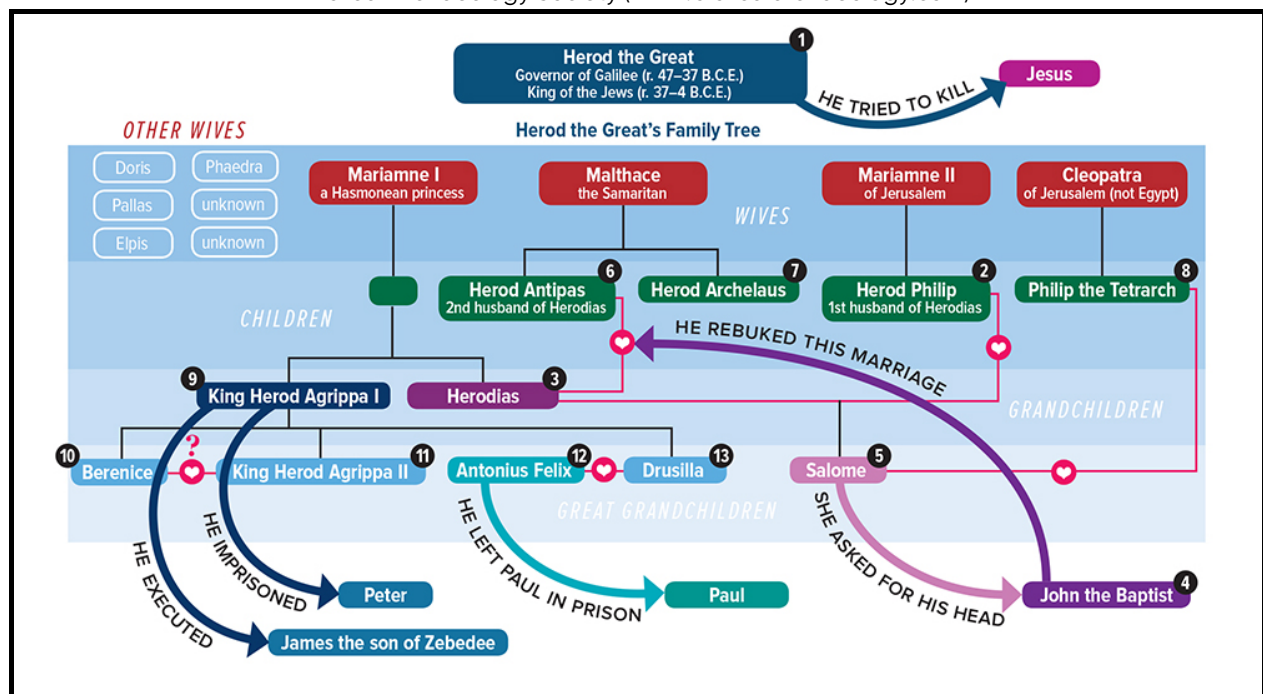 1
Herod the Great
Governor of Galilee (r. 47–37 B.C.E.)
King of the Jews (r. 37–4 B.C.E.)
HE TRIED TO KILL
Jesus
Herod the Great's Family Tree
OTHER WIVES
Doris
Phaedra
Pallas
unknown
Elpis
unknown
Mariamne I
a Hasmonean princess
Malthace
the Samaritan
Mariamne II
of Jerusalem
Cleopatra
of Jerusalem (not Egypt)
WIVES
6
Herod Antipas
2nd husband of Herodias
7
Herod Archelaus
2
Herod Philip
1st husband of Herodias
8
Philip the Tetrarch
CHILDREN
HE REBUKED THIS MARRIAGE
9
King Herod Agrippa I
3
Herodias
GRANDCHILDREN
10
Berenice
?
King Herod Agrippa II
11
Antonius Felix
12
Drusilla
13
Salome
5
GREAT GRANDCHILDREN
HE EXECUTED
HE IMPRISONED
HE LEFT PAUL IN PRISON
SHE ASKED FOR HIS HEAD
Peter
Paul
John the Baptist
4
James the son of Zebedee